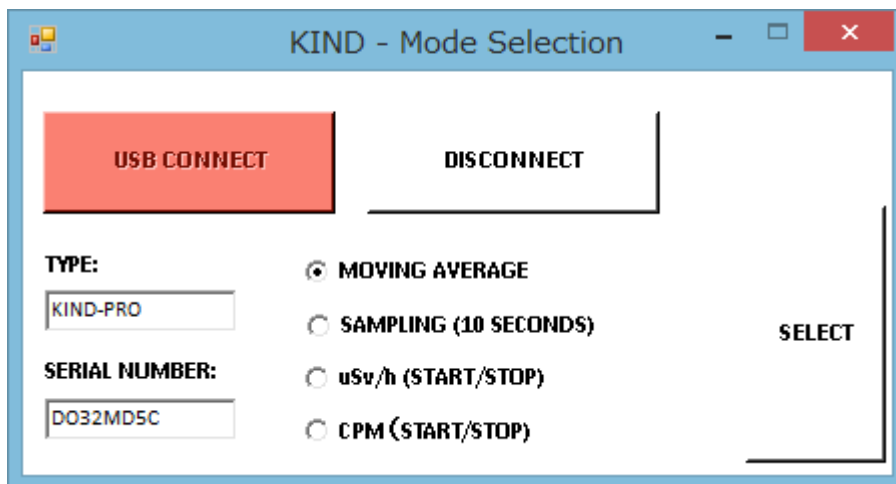 KIND - Mode Selection
USB CONNECT
DISCONNECT
TYPE:
KIND-PRO
SERIAL NUMBER:
DO32MD5C
MOVING AVERAGE
SAMPLING (10 SECONDS)
uSv/h (START/STOP)
CPM (START/STOP)
SELECT